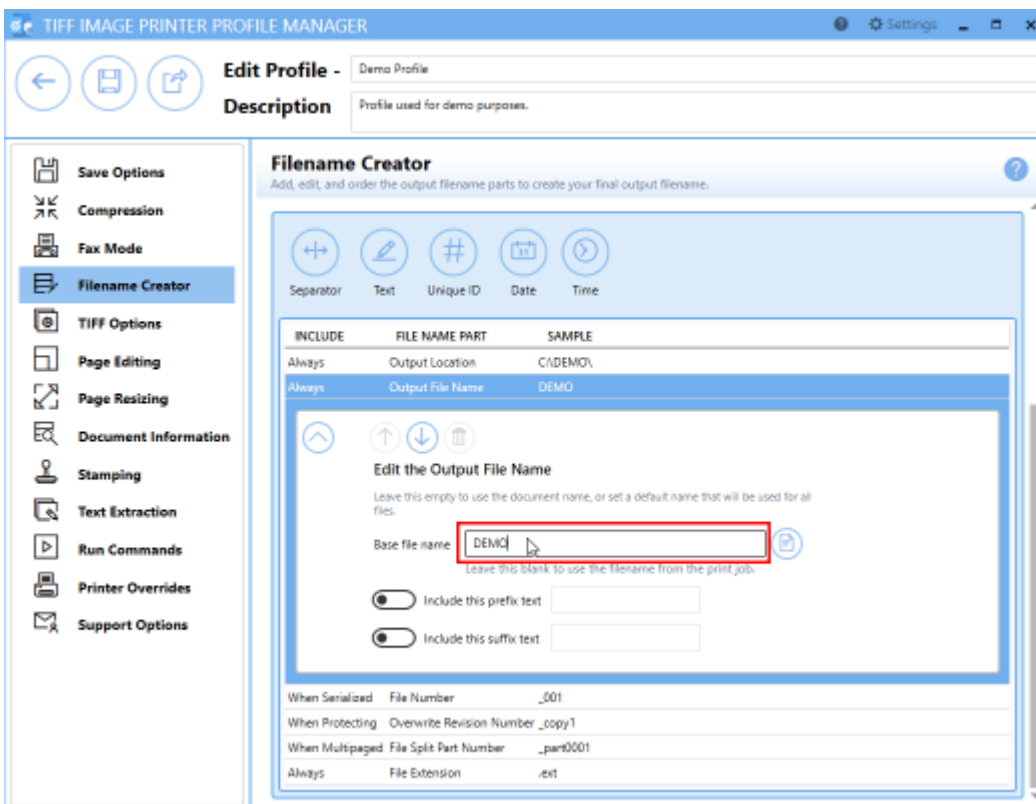 TIFF IMAGE PRINTER PROFILE MANAGER
Settings
Edit Profile - Demo Profile
Description Profile used for demo purposes.
Save Options
Compression
Fax Mode
Filename Creator
TIFF Options
Page Editing
Page Resizing
Document Information
Stamping
Text Extraction
Run Commands
Printer Overrides
Support Options
Filename Creator
Add, edit, and order the output filename parts to create your final output filename.
Separator Text Unique ID Date Time
INCLUDE FILE NAME PART SAMPLE
Always Output Location C:\DEMO\
Always Output File Name DEMO
Edit the Output File Name
Leave this empty to use the document name, or set a default name that will be used for all
files.
Base file name DEMO
Leave this blank to use the filename from the print job.
Include this prefix text
Include this suffix text
When Serialized File Number _001
When Protecting Overwrite Revision Number _copy1
When Multipaged File Split Part Number _part0001
Always File Extension .ext